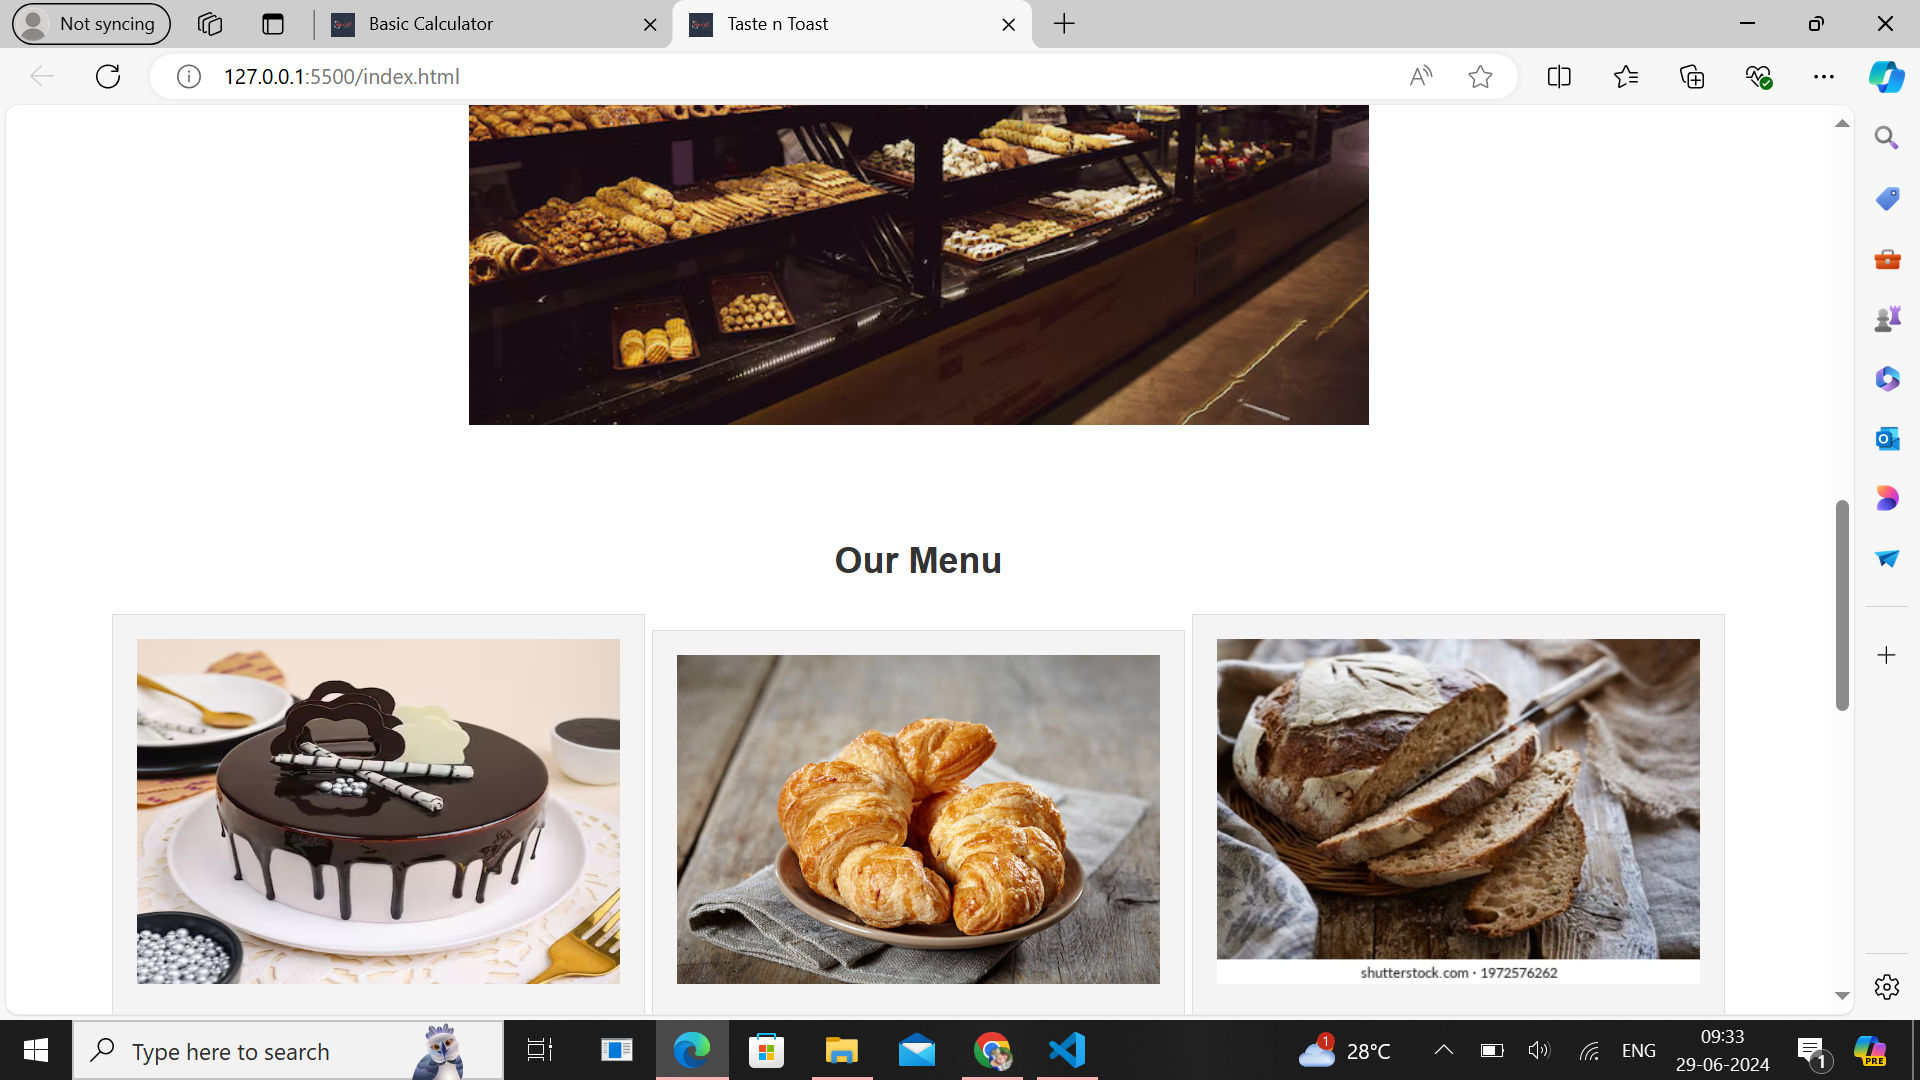 Not syncing
Basic Calculator
Taste n Toast
127.0.0.1:5500/index.html
Our Menu
shutterstock.com · 1972576262
Type here to search
1
28°C
ENG
09:33
29-06-2024
1
PRE